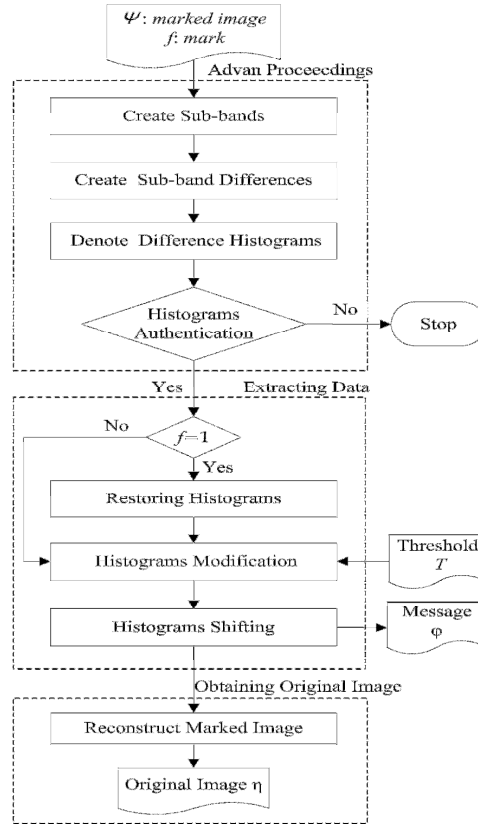 Ψ: marked image
f: mark
Advan Proceecdings
Create Sub-bands
Create Sub-band Differences
Denote Difference Histograms
Histograms
Authentication
No
Stop
Yes
Extracting Data
No
f=1
Yes
Restoring Histograms
Histograms Modification
Threshold
T
Histograms Shifting
Message
φ
Obtaining Original Image
Reconstruct Marked Image
Original Image η